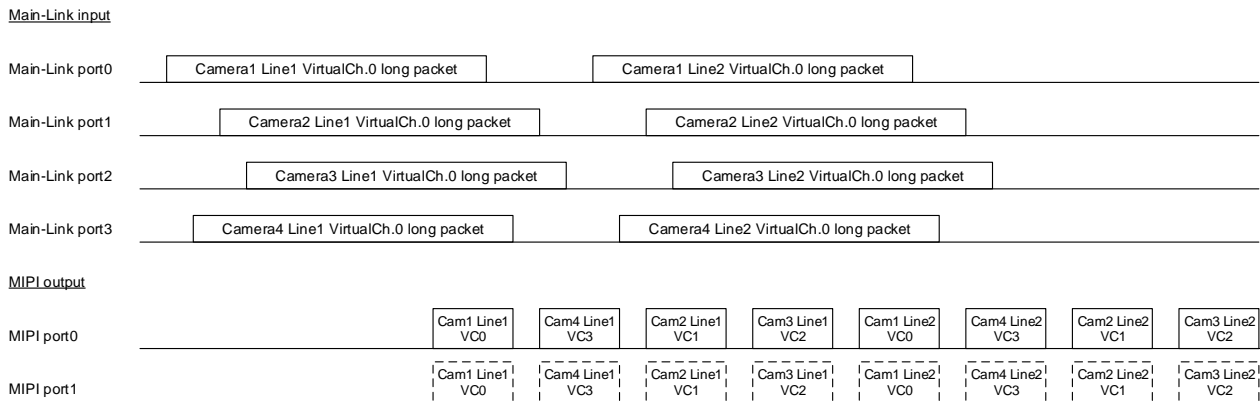 Main-Link input
Main-Link port0
Camera1 Line1 VirtualCh.0 long packet
Camera1 Line2 VirtualCh.0 long packet
Main-Link port1
Camera2 Line1 VirtualCh.0 long packet
Camera2 Line2 VirtualCh.0 long packet
Main-Link port2
Camera3 Line1 VirtualCh.0 long packet
Camera3 Line2 VirtualCh.0 long packet
Main-Link port3
Camera4 Line1 VirtualCh.0 long packet
Camera4 Line2 VirtualCh.0 long packet
MIPI output
MIPI port0
Cam1 Line1
VC0
Cam4 Line1
VC3
Cam2 Line1
VC1
Cam3 Line1
VC2
Cam1 Line2
VC0
Cam4 Line2
VC3
Cam2 Line2
VC1
Cam3 Line2
VC2
MIPI port1
Cam1 Line1
VC0
Cam4 Line1
VC3
Cam2 Line1
VC1
Cam3 Line1
VC2
Cam1 Line2
VC0
Cam4 Line2
VC3
Cam2 Line2
VC1
Cam3 Line2
VC2